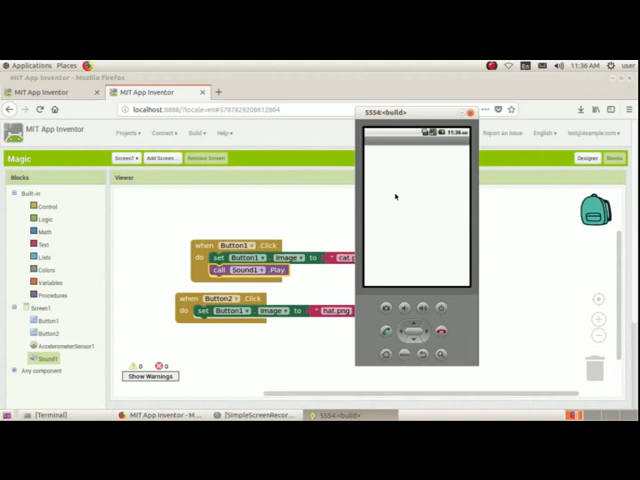 Applications Places
En
11:36 AM
user
MIT App Inventor - Mozilla Firefox
MIT App Inventor
MIT App Inventor
MIT App Inventor
Projects
Connect
Build
Help
Report an Issue
English
test@example.com
Magic
Screen1
Add Screen...
Remove Screen
Designer
Blocks
Blocks
Viewer
Built-in
Control
Logic
Math
Text
Lists
Colors
Variables
Procedures
Screen1
Button1
Button2
AccelerometerSensor1
Sound1
Any component
when Button1 .Click
do set Button1 . Image to " cat.p
call Sound1 .Play
when Button2 .Click
do set Button1 . Image to " hat.png
0 0
Show Warnings
5554:<build>
11:36 AM
[Terminal]
MIT App Inventor - M...
[SimpleScreenRecor...
5554:<build>